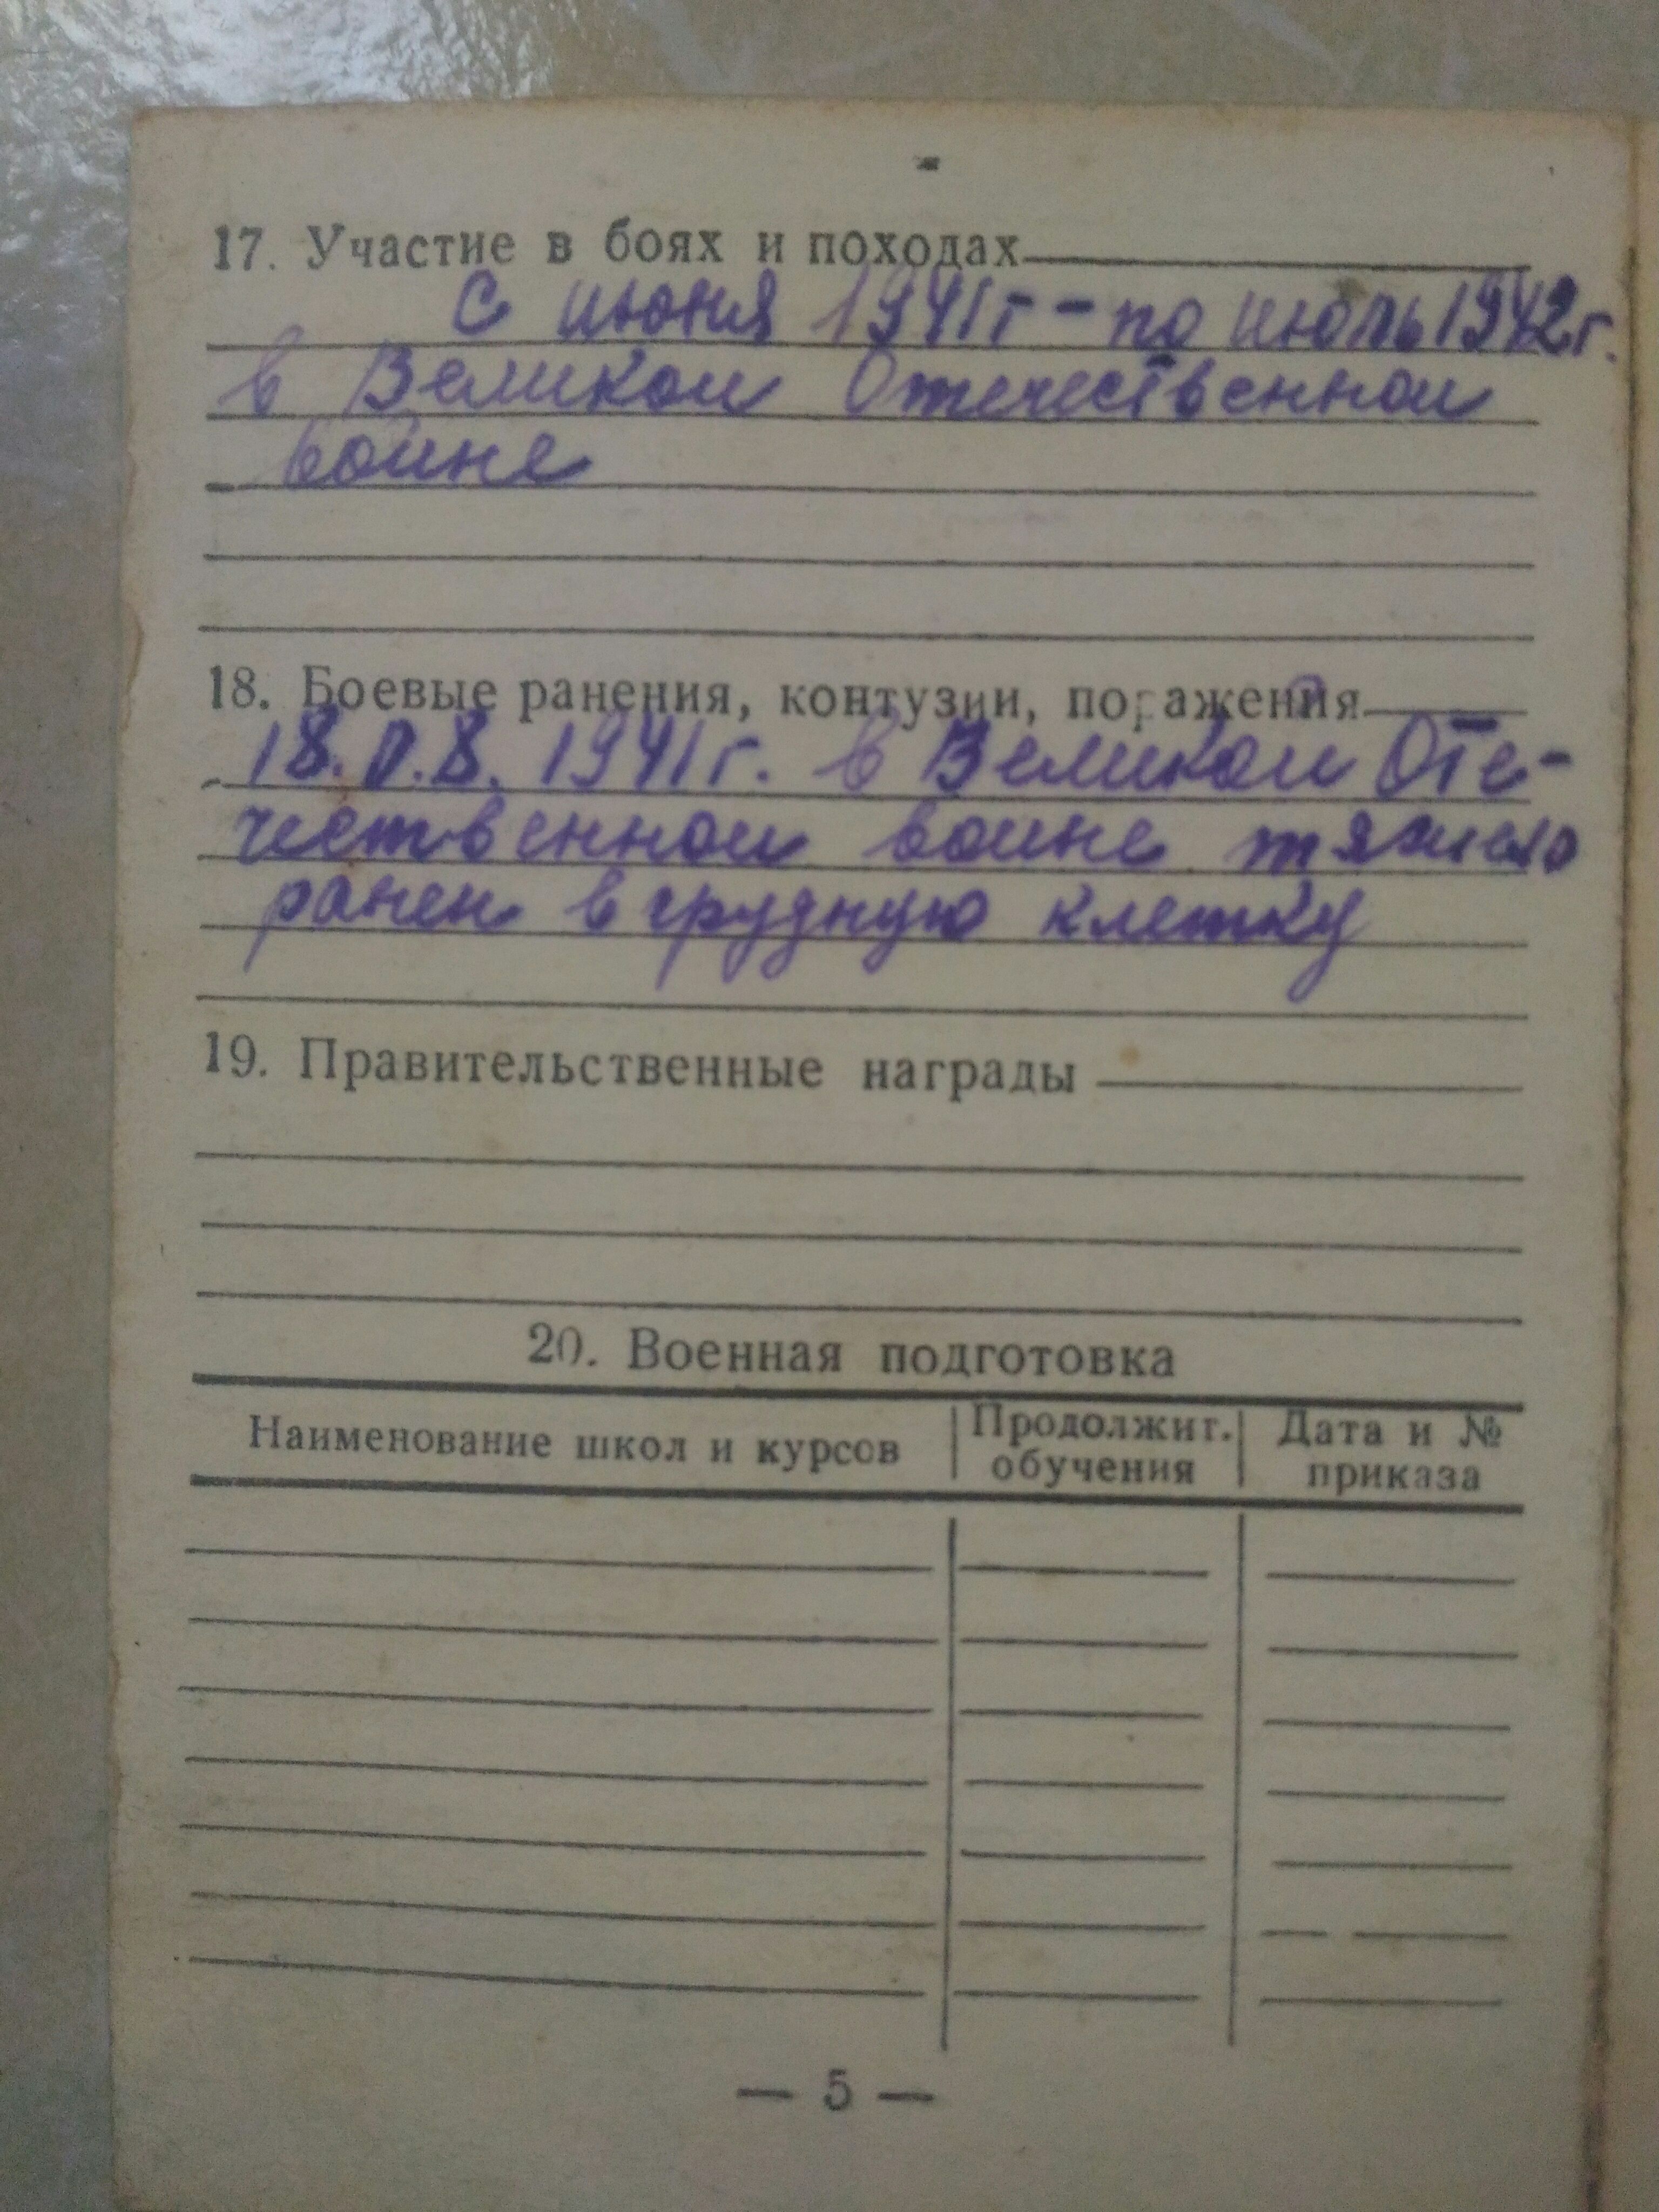 17. Участие в боях и походах
с июня 1941г - по июль 1942г.
в Великой Отечественной
войне
18. Боевые ранения, контузии, поражения
18.08. 1941г. в Великой Оте-
чественной войне тяжело
ранен в грудную клетку
19. Правительственные награды
20. Военная подготовка
Наименование школ и курсов
Продолжит. обучения
Дата и № приказа
— 5 —